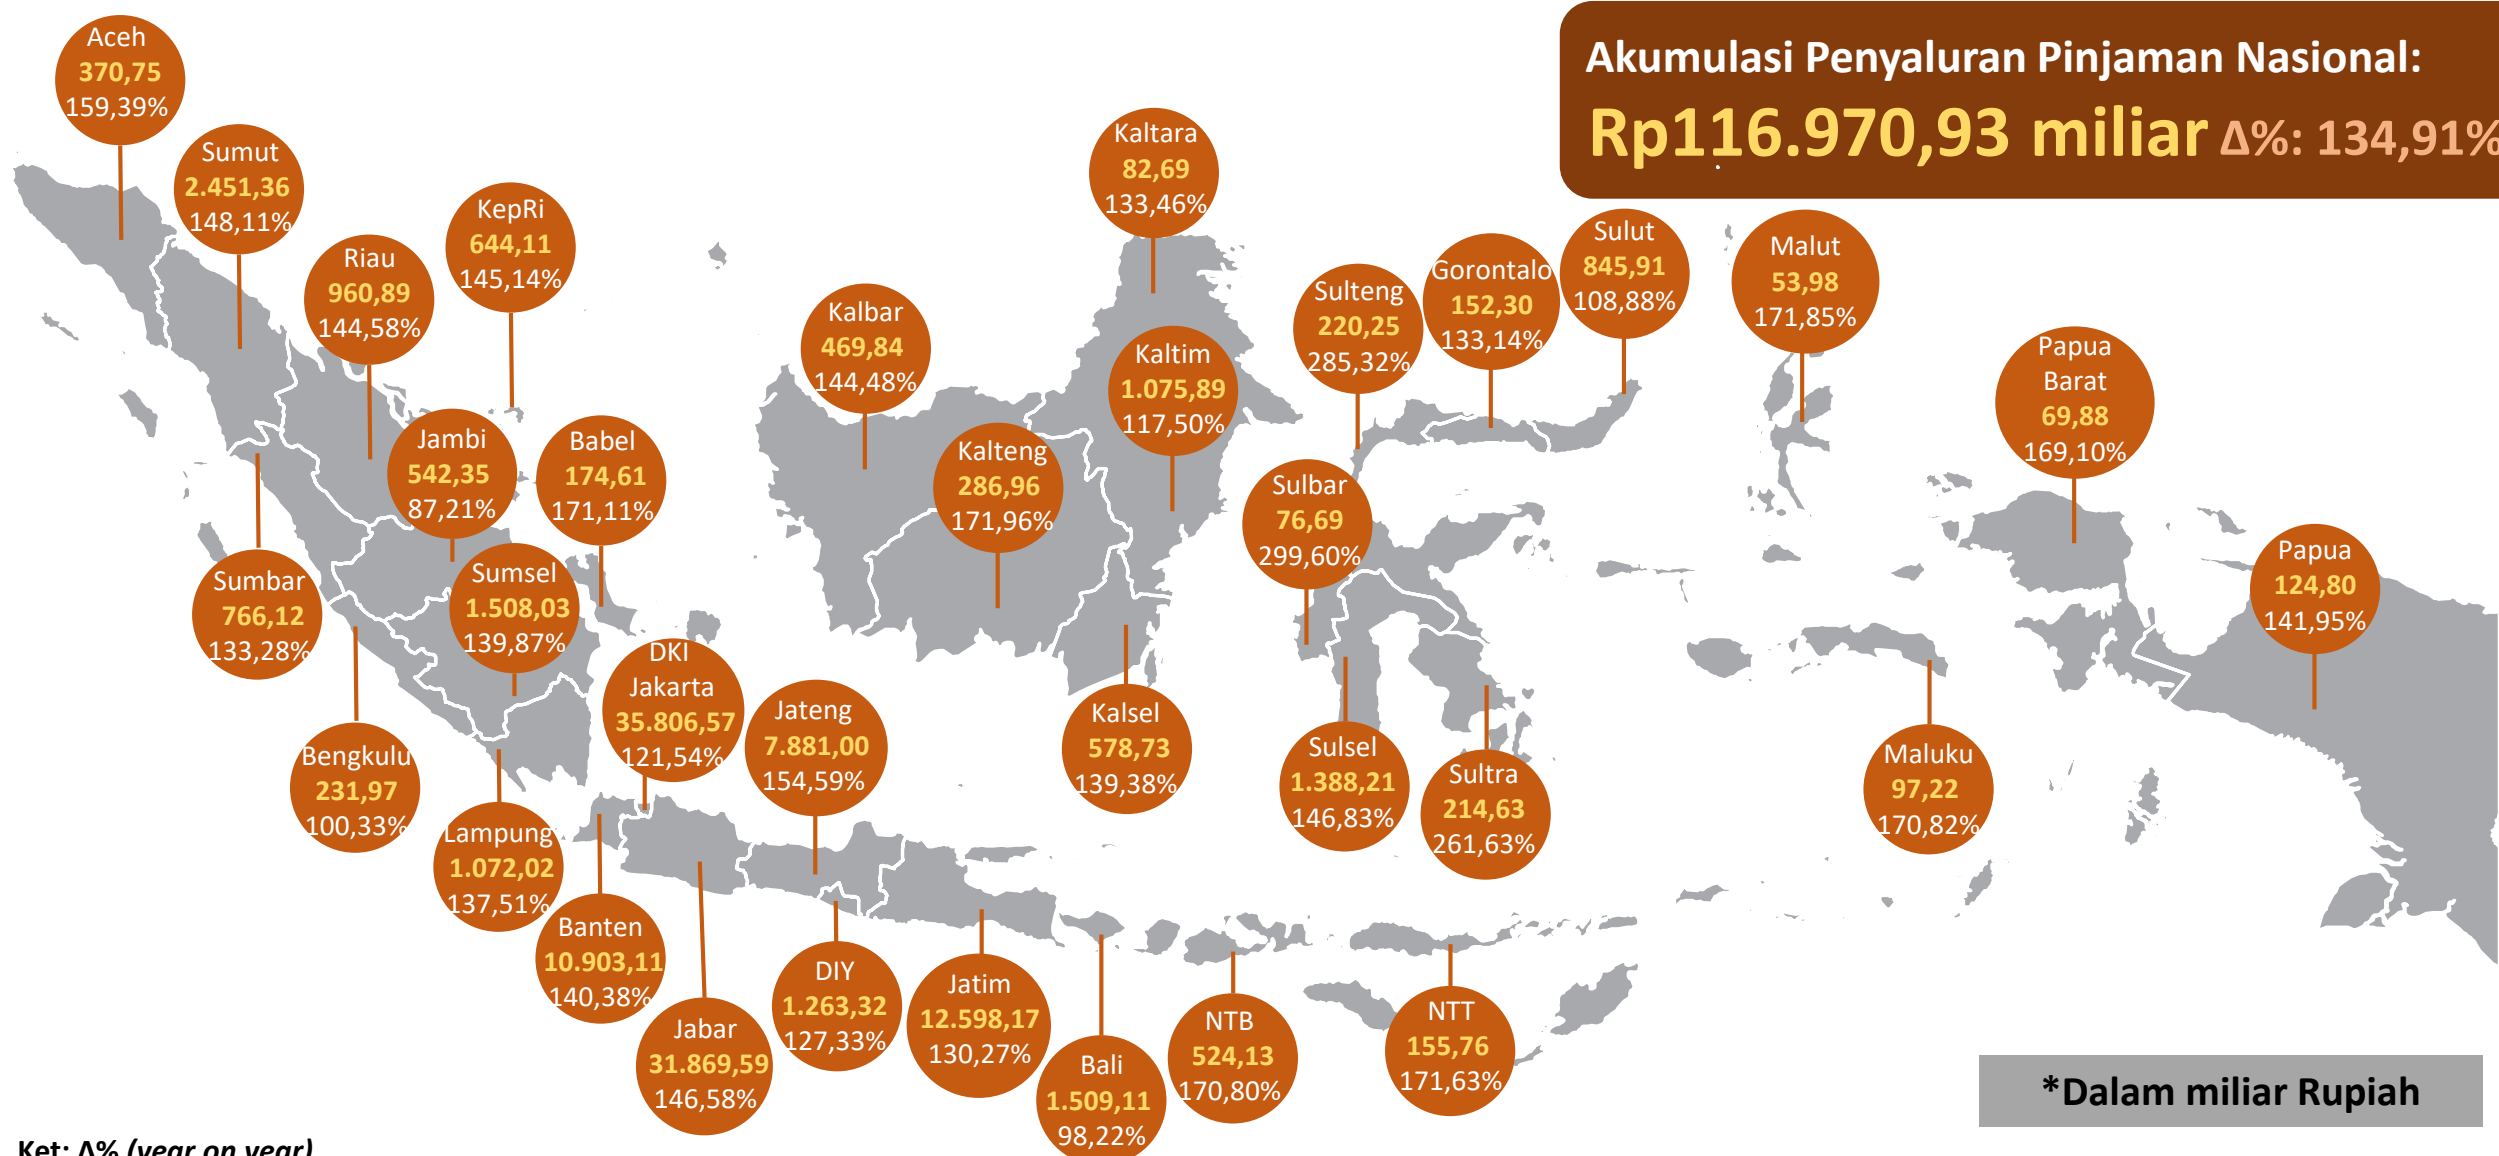 Akumulasi Penyaluran Pinjaman Nasional:
Rp116.970,93 miliar Δ%: 134,91%
Aceh
370,75
159,39%
Sumut
2.451,36
148,11%
Riau
960,89
144,58%
KepRi
644,11
145,14%
Jambi
542,35
87,21%
Babel
174,61
171,11%
Sumbar
766,12
133,28%
Sumsel
1.508,03
139,87%
Bengkulu
231,97
100,33%
Lampung
1.072,02
137,51%
DKI
Jakarta
35.806,57
121,54%
Banten
10.903,11
140,38%
Jabar
31.869,59
146,58%
Jateng
7.881,00
154,59%
DIY
1.263,32
127,33%
Jatim
12.598,17
130,27%
Bali
1.509,11
98,22%
NTB
524,13
170,80%
NTT
155,76
171,63%
Kalbar
469,84
144,48%
Kalteng
286,96
171,96%
Kaltara
82,69
133,46%
Kaltim
1.075,89
117,50%
Kalsel
578,73
139,38%
Sulteng
220,25
285,32%
Gorontalo
152,30
133,14%
Sulut
845,91
108,88%
Sulbar
76,69
299,60%
Sulsel
1.388,21
146,83%
Sultra
214,63
261,63%
Malut
53,98
171,85%
Maluku
97,22
170,82%
Papua
Barat
69,88
169,10%
Papua
124,80
141,95%
*Dalam miliar Rupiah
Ket: Δ% (year on year)